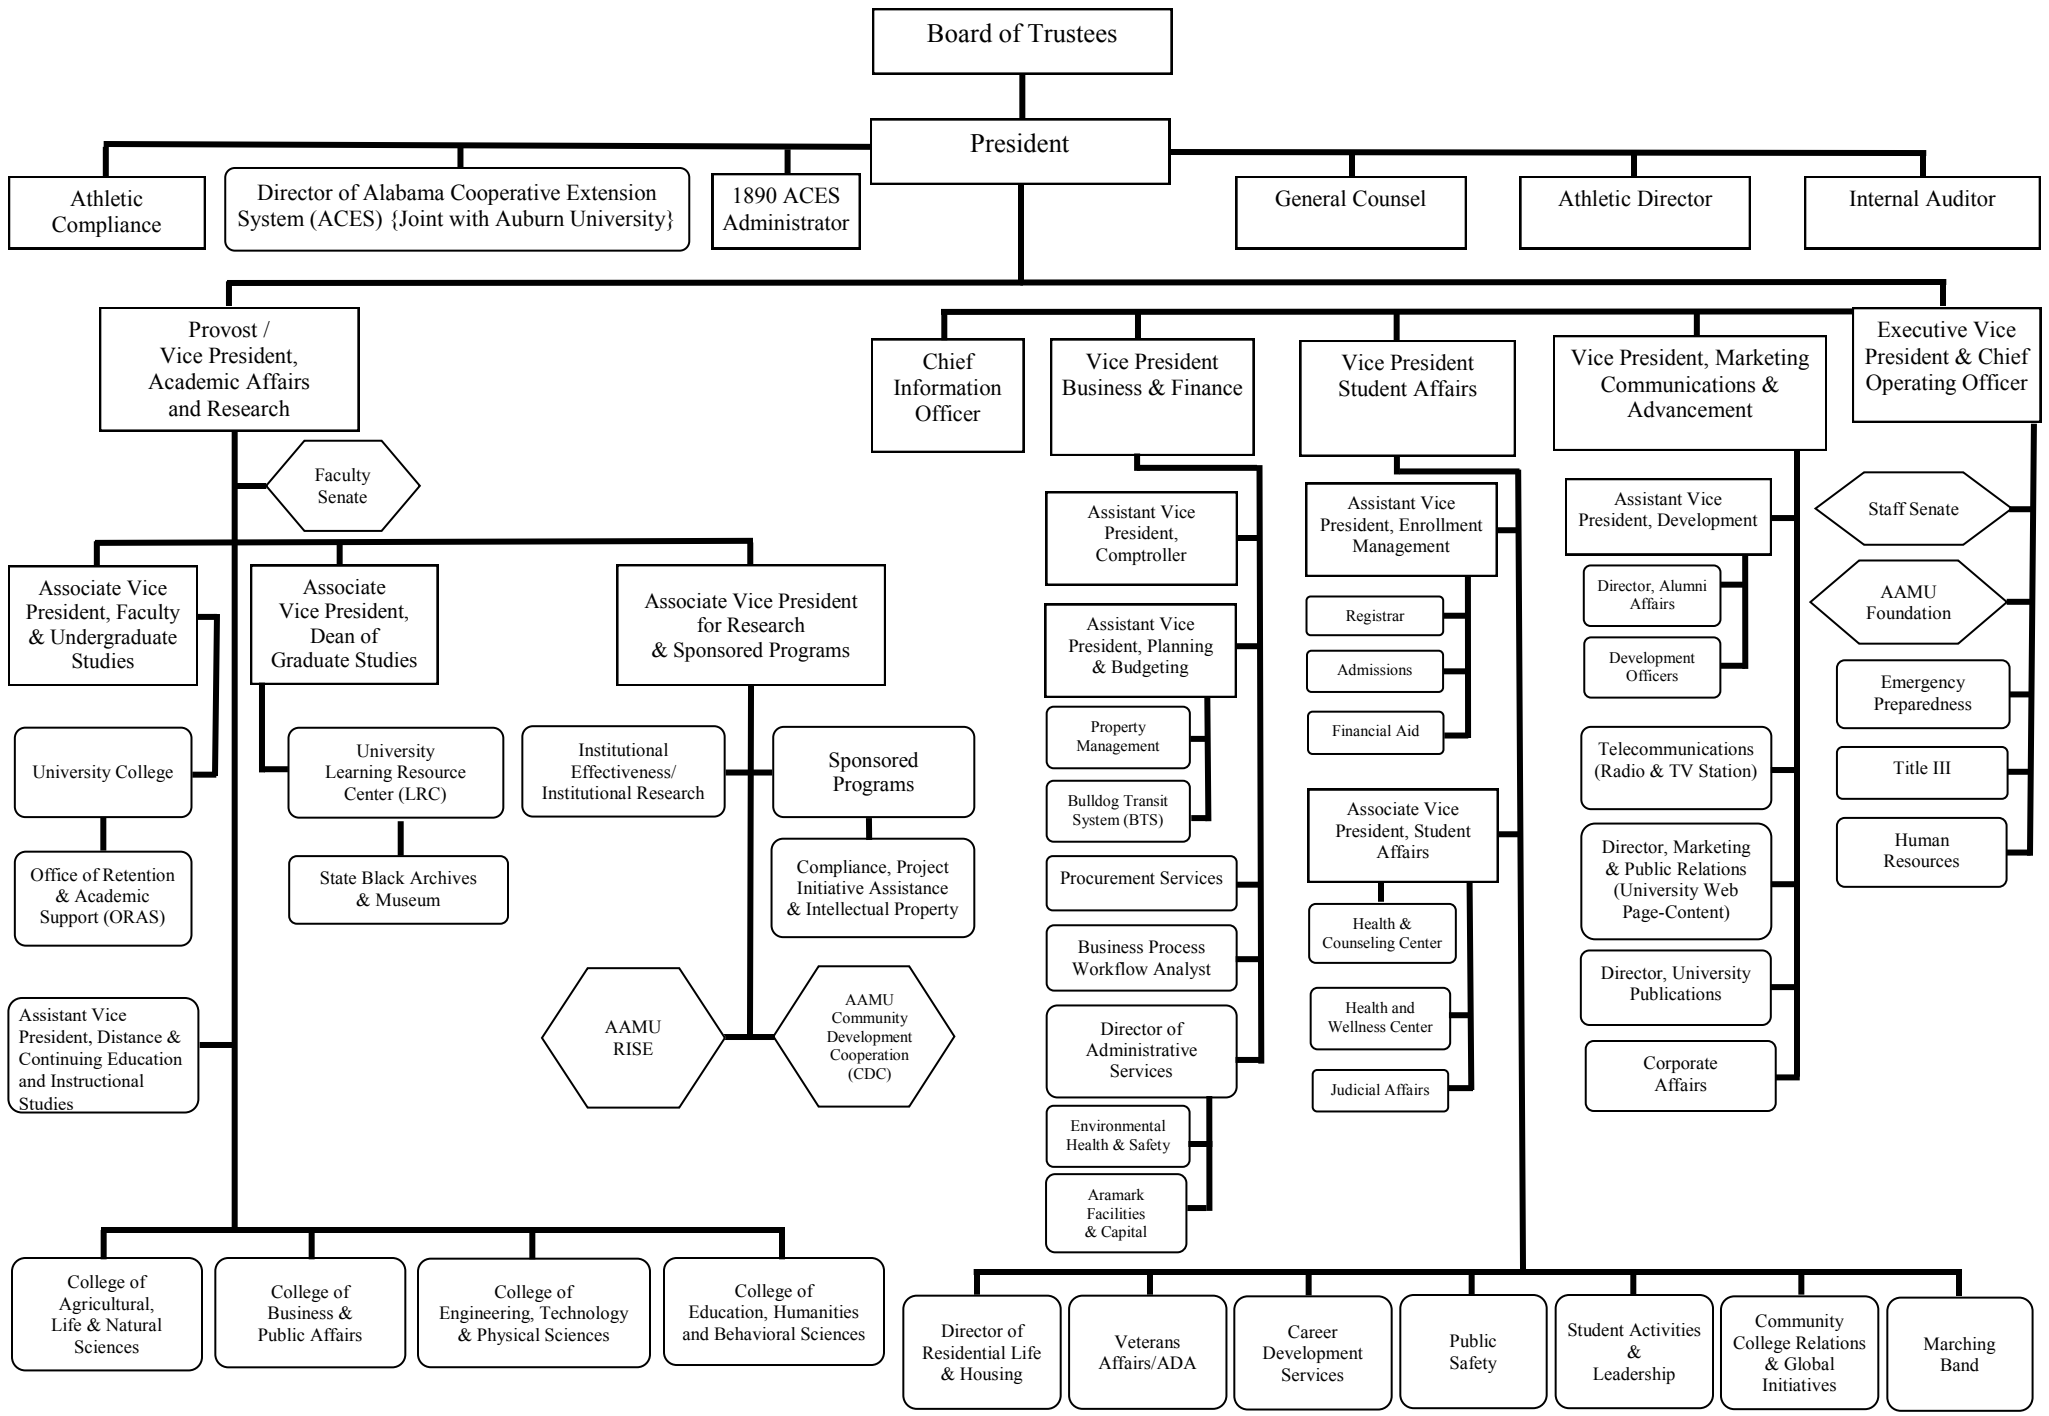 Board of Trustees
President
Athletic
Compliance
Director of Alabama Cooperative Extension
System (ACES) {Joint with Auburn University}
1890 ACES
Administrator
General Counsel
Athletic Director
Internal Auditor
Provost /
Vice President,
Academic Affairs
and Research
Chief
Information
Officer
Vice President
Business & Finance
Vice President
Student Affairs
Vice President, Marketing
Communications &
Advancement
Executive Vice
President & Chief
Operating Officer
Faculty
Senate
Associate Vice
President, Faculty
& Undergraduate
Studies
Associate
Vice President,
Dean of
Graduate Studies
Associate Vice President
for Research
& Sponsored Programs
University College
Office of Retention
& Academic
Support (ORAS)
University
Learning Resource
Center (LRC)
State Black Archives
& Museum
Institutional
Effectiveness/
Institutional Research
Sponsored
Programs
Compliance, Project
Initiative Assistance
& Intellectual Property
AAMU
RISE
AAMU
Community
Development
Cooperation
(CDC)
Assistant Vice
President, Distance &
Continuing Education
and Instructional
Studies
College of
Agricultural,
Life & Natural
Sciences
College of
Business &
Public Affairs
College of
Engineering, Technology
& Physical Sciences
College of
Education, Humanities
and Behavioral Sciences
Assistant Vice
President,
Comptroller
Assistant Vice
President, Planning
& Budgeting
Property
Management
Bulldog Transit
System (BTS)
Procurement Services
Business Process
Workflow Analyst
Director of
Administrative
Services
Environmental
Health & Safety
Aramark
Facilities
& Capital
Assistant Vice
President, Enrollment
Management
Registrar
Admissions
Financial Aid
Associate Vice
President, Student
Affairs
Health &
Counseling Center
Health and
Wellness Center
Judicial Affairs
Assistant Vice
President, Development
Director, Alumni
Affairs
Development
Officers
Telecommunications
(Radio & TV Station)
Director, Marketing
& Public Relations
(University Web
Page-Content)
Director, University
Publications
Corporate
Affairs
Staff Senate
AAMU
Foundation
Emergency
Preparedness
Title III
Human
Resources
Director of
Residential Life
& Housing
Veterans
Affairs/ADA
Career
Development
Services
Public
Safety
Student Activities
&
Leadership
Community
College Relations
& Global
Initiatives
Marching
Band